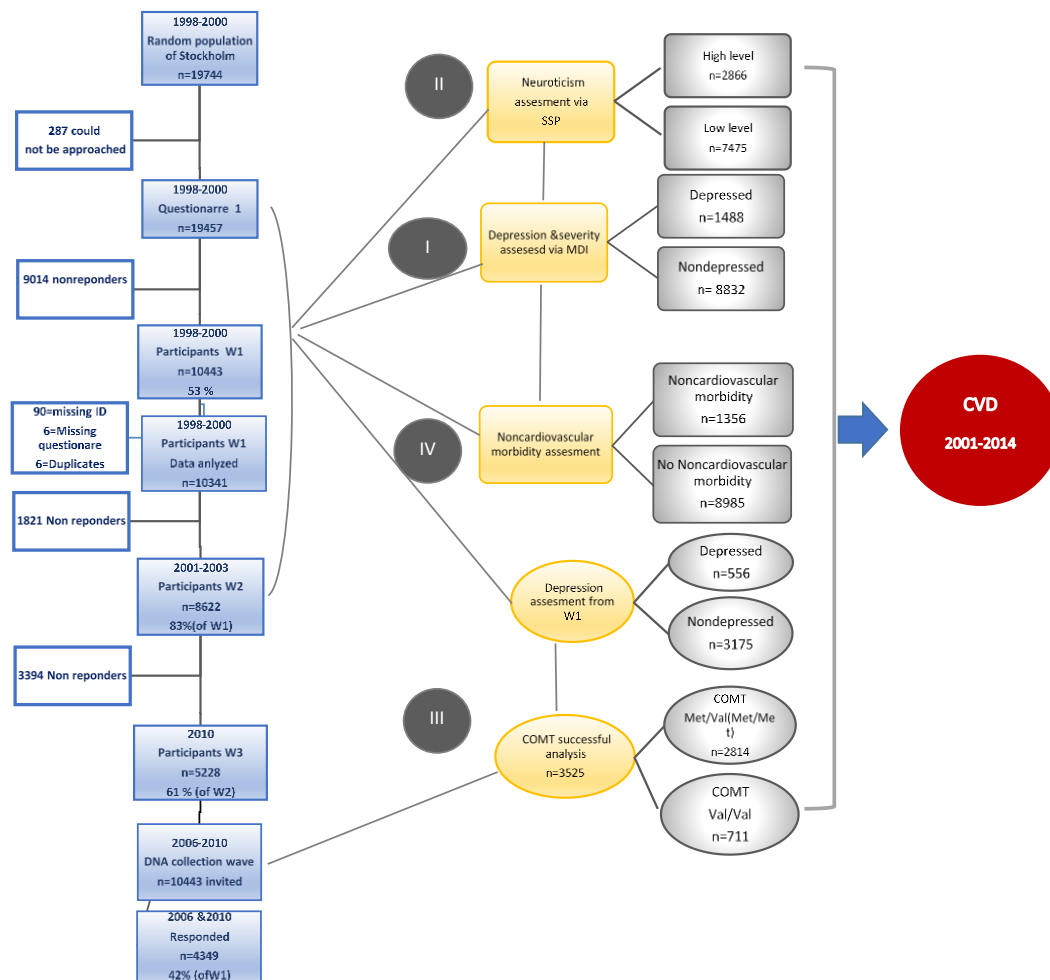 1998-2000
Random population
of Stockholm
n=19744
287 could
not be approached
1998-2000
Questionarre 1
n=19457
9014 nonreponders
1998-2000
Participants W1
n=10443
53 %
90=missing ID
6=Missing
questionare
6=Duplicates
1998-2000
Participants W1
Data anlyzed
n=10341
1821 Non reponders
2001-2003
Participants W2
n=8622
83%(of W1)
3394 Non reponders
2010
Participants W3
n=5228
61 % (of W2)
2006-2010
DNA collection wave
n=10443 invited
2006 &2010
Responded
n=4349
42% (ofW1)
II
Neuroticism
assesment via
SSP
High level
n=2866
Low level
n=7475
I
Depression &severity
assesesd via MDI
Depressed
n=1488
Nondepressed
n= 8832
IV
Noncardiovascular
morbidity assesment
Noncardiovascular
morbidity
n=1356
No Noncardiovascular
morbidity
n=8985
Depression
assesment from
W1
Depressed
n=556
Nondepressed
n=3175
III
COMT successful
analysis
n=3525
COMT
Met/Val(Met/Me
t)
n=2814
COMT
Val/Val
n=711
CVD
2001-2014